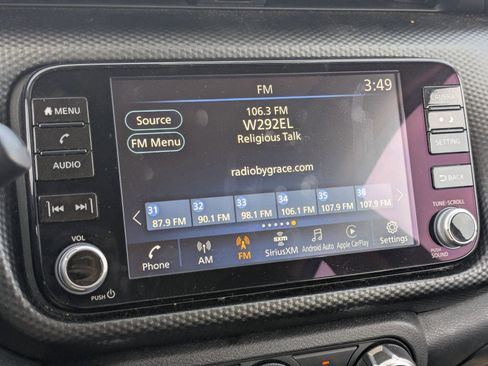 FM
3:49
MENU
AUDIO
VOL
PUSH
Source
FM Menu
106.3 FM
W292EL
Religious Talk
radiobygrace.com
31 32 33 34 35 36
87.9 FM 90.1 FM 98.1 FM 106.1 FM 107.9 FM 107.9 FM
Phone
AM
FM
SiriusXM
Android Auto
Apple CarPlay
Settings
SETTING
BACK
TUNE·SCROLL
PUSH
SOUND